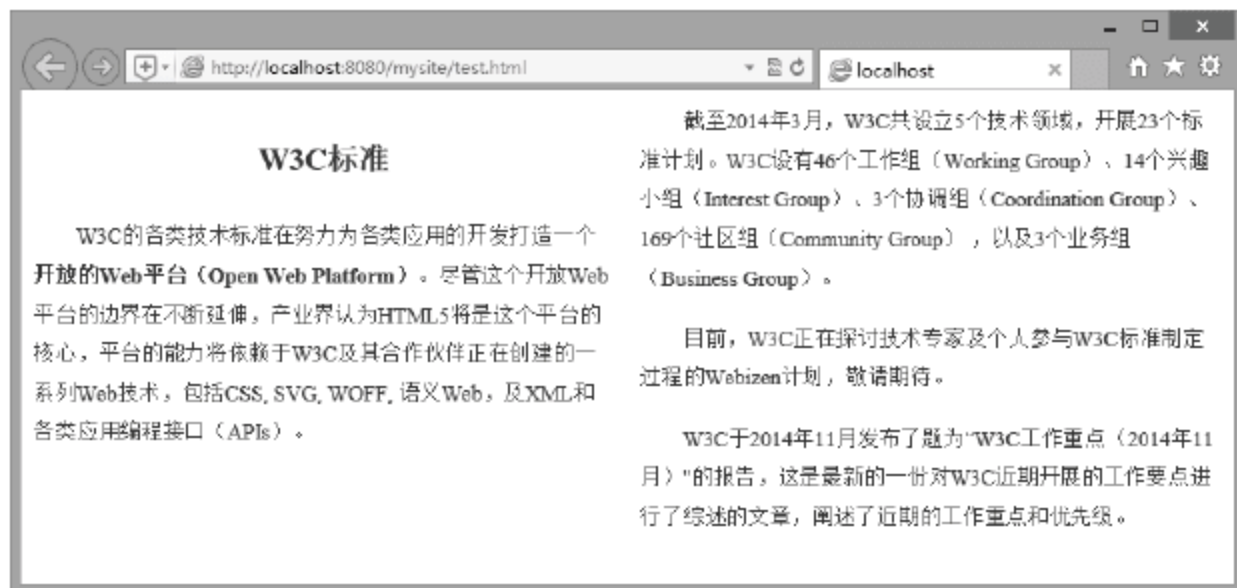 http://localhost:8080/mysite/test.html
localhost
W3C标准
W3C的各类技术标准在努力为各类应用的开发打造一个
开放的Web平台（Open Web Platform）。尽管这个开放Web
平台的边界在不断延伸，产业界认为HTML5将是这个平台的
核心，平台的能力将依赖于W3C及其合作伙伴正在创建的一
系列Web技术，包括CSS, SVG, WOFF, 语义Web，及XML和
各类应用编程接口（APIs）。
截至2014年3月，W3C共设立5个技术领域，开展23个标
准计划。W3C设有46个工作组（Working Group）、14个兴趣
小组（Interest Group）、3个协调组（Coordination Group）、
169个社区组（Community Group），以及3个业务组
（Business Group）。
目前，W3C正在探讨技术专家及个人参与W3C标准制定
过程的Webizen计划，敬请期待。
W3C于2014年11月发布了题为"W3C工作重点（2014年11
月）"的报告，这是最新的一份对W3C近期开展的工作要点进
行了综述的文章，阐述了近期的工作重点和优先级。